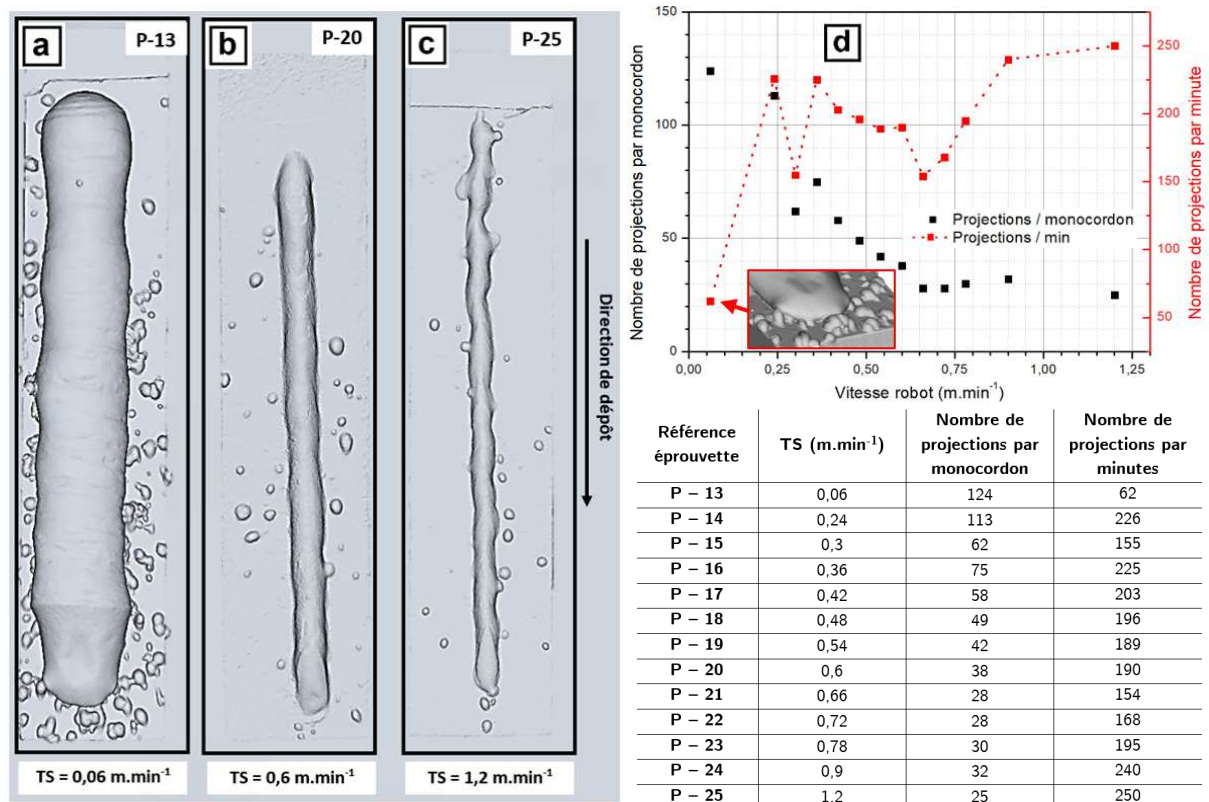 a
P-13
TS = 0,06 m.min-1
b
P-20
TS = 0,6 m.min-1
c
P-25
TS = 1,2 m.min-1
Direction de dépôt
d
150
100
50
0
Nombre de projections par monocordon
250
200
150
100
50
Nombre de projections par minute
Projections / monocordon
Projections / min
0,00 0,25 0,50 0,75 1,00 1,25
Vitesse robot (m.min-1)
Référence éprouvette | TS (m.min-1) | Nombre de projections par monocordon | Nombre de projections par minutes
P – 13 0,06 124 62
P – 14 0,24 113 226
P – 15 0,3 62 155
P – 16 0,36 75 225
P – 17 0,42 58 203
P – 18 0,48 49 196
P – 19 0,54 42 189
P – 20 0,6 38 190
P – 21 0,66 28 154
P – 22 0,72 28 168
P – 23 0,78 30 195
P – 24 0,9 32 240
P – 25 1,2 25 250